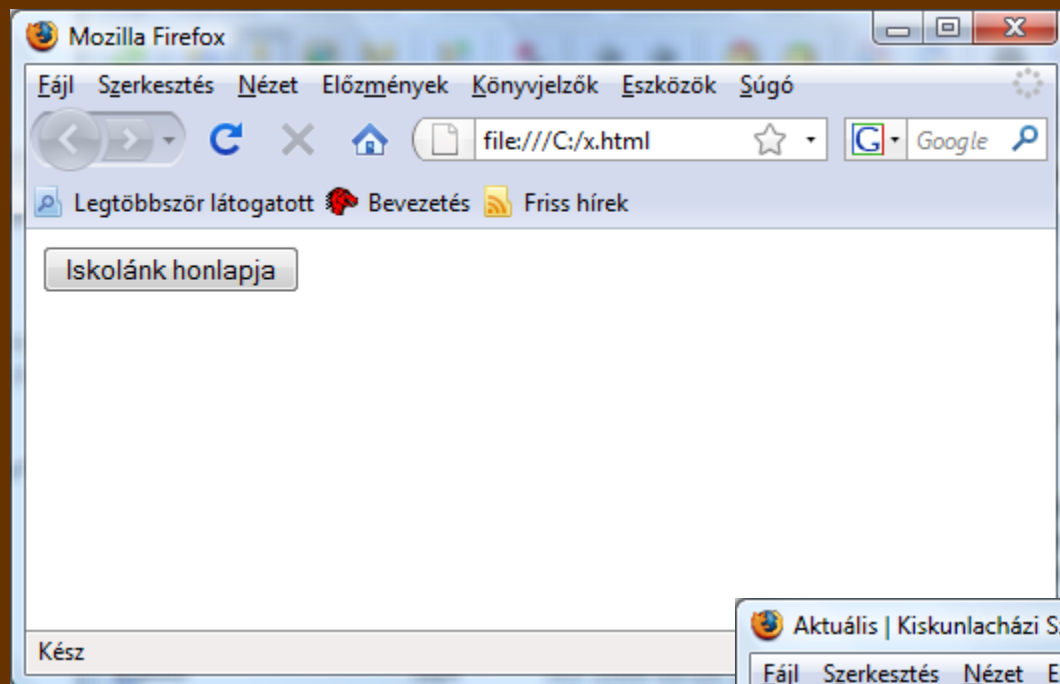 Mozilla Firefox
Fájl Szerkesztés Nézet Előzmények Könyvjelzők Eszközök Súgó
file:///C:/x.html Google
Legtöbbször látogatott Bevezetés Friss hírek
Iskolánk honlapja
Kész
Aktuális | Kiskunlacházi
Fájl Szerkesztés Nézet